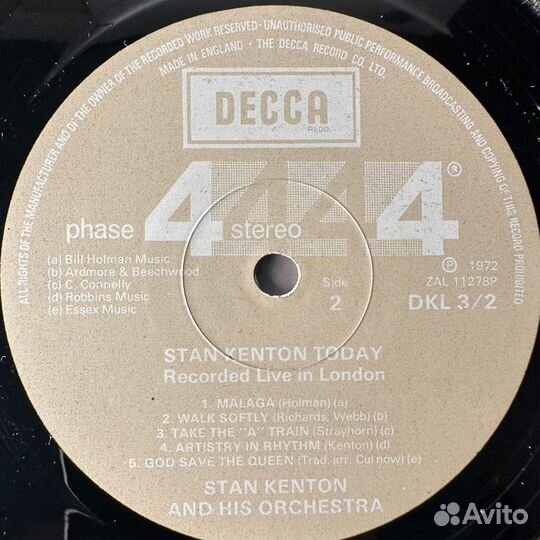 ALL RIGHTS OF THE MANUFACTURER AND OF THE OWNER OF THE RECORDED WORK RESERVED · UNAUTHORISED PUBLIC PERFORMANCE BROADCASTING AND COPYING OF THIS RECORD PROHIBITED
MADE IN ENGLAND · THE DECCA RECORD CO. LTD.
DECCA
REGD.
phase 4 stereo 4 4 ®
(a) Bill Holman Music
(b) Ardmore & Beechwood
(c) C. Connelly
(d) Robbins Music
(e) Essex Music
Side
2
Ⓟ 1972
ZAL 11278P
DKL 3/2
STAN KENTON TODAY
Recorded Live in London
1. MALAGA (Holman) (a)
2. WALK SOFTLY (Richards, Webb) (b)
3. TAKE THE "A" TRAIN (Strayhorn) (c)
4. ARTISTRY IN RHYTHM (Kenton) (d)
5. GOD SAVE THE QUEEN (Trad. arr. Curnow) (e)
STAN KENTON
AND HIS ORCHESTRA
Avito